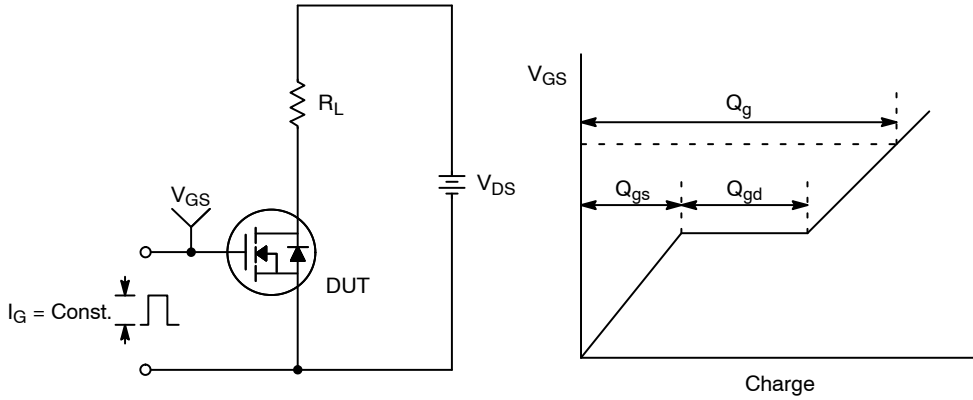 R_L
V_GS
V_DS
DUT
I_G = Const.
V_GS
Q_g
Q_gs
Q_gd
Charge